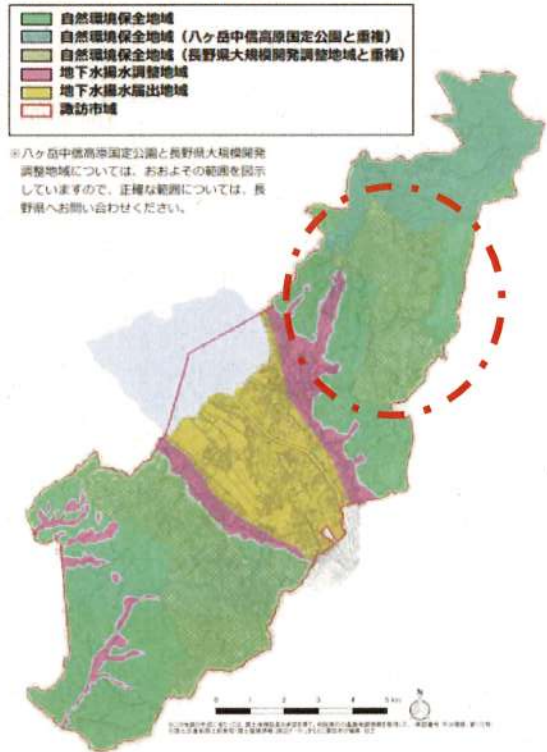 自然環境保全地域
自然環境保全地域（八ヶ岳中信高原国定公園と重複）
自然環境保全地域（長野県大規模開発調整地域と重複）
地下水揚水調整地域
地下水揚水届出地域
諏訪市域
※八ヶ岳中信高原国定公園と長野県大規模開発
調整地域については、おおよその範囲を図示
していますので、正確な範囲については、長
野県へお問い合わせください。
0 1 2 3 4 5 km
N